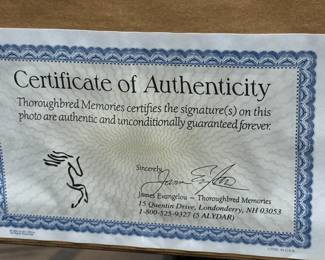 Certificate of Authenticity
Thoroughbred Memories certifies the signature(s) on this
photo are authentic and unconditionally guaranteed forever.
Sincerely,
James Evangelou – Thoroughbred Memories
15 Quentin Drive, Londonderry, NH 03053
1-800-525-9327 (5 ALYDAR)